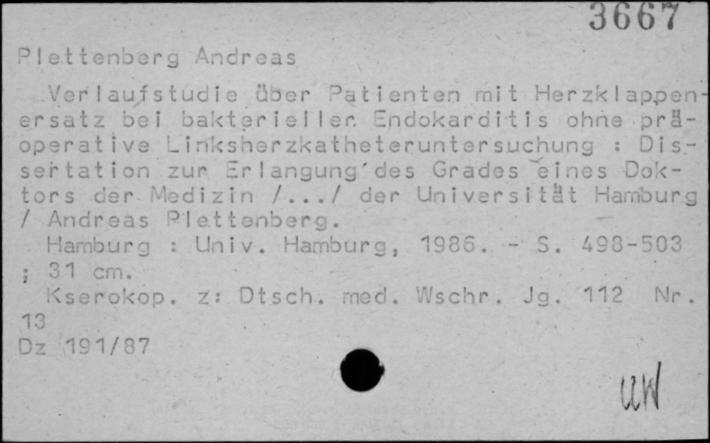 3667
Plettenberg Andreas
Verlaufstudie über Patienten mit Herzklappen-
ersatz bei bakterieller Endokarditis ohne prä-
operative Linksherzkatheteruntersuchung : Dis-
sertation zur Erlangung des Grades eines Dok-
tors der Medizin /.../ der Universität Hamburg
/ Andreas Plettenberg.
Hamburg : Univ. Hamburg, 1986. - S. 498-503
; 31 cm.
Kserokop. z: Dtsch. med. Wschr. Jg. 112 Nr.
13
Dz 191/87